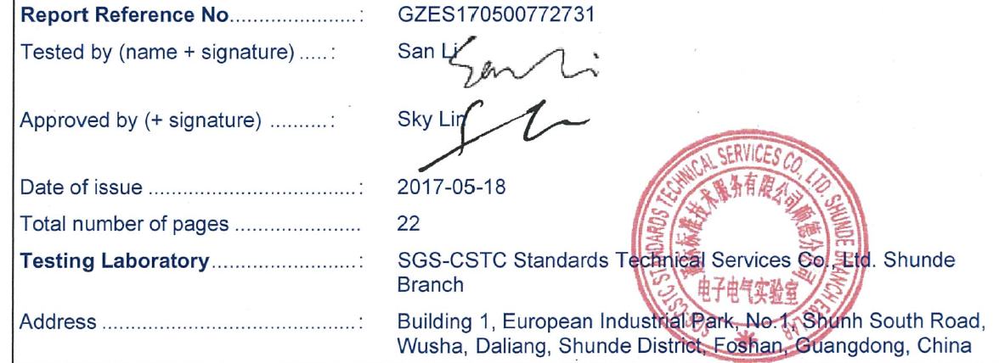 Report Reference No......................: GZES170500772731
Tested by (name + signature) .....: San Li
San Li
Approved by (+ signature) ..........: Sky Lin
Date of issue ....................................: 2017-05-18
Total number of pages ...................... 22
Testing Laboratory.........................: SGS-CSTC Standards Technical Services Co., Ltd. Shunde
Branch
Address ............................................: Building 1, European Industrial Park, No.1, Shunh South Road,
Wusha, Daliang, Shunde District, Foshan, Guangdong, China
SGS-CSTC STANDARDS TECHNICAL SERVICES CO., LTD. SHUNDE BRANCH E&E LAB
标准技术服务有限公司顺德分公司
电子电气实验室